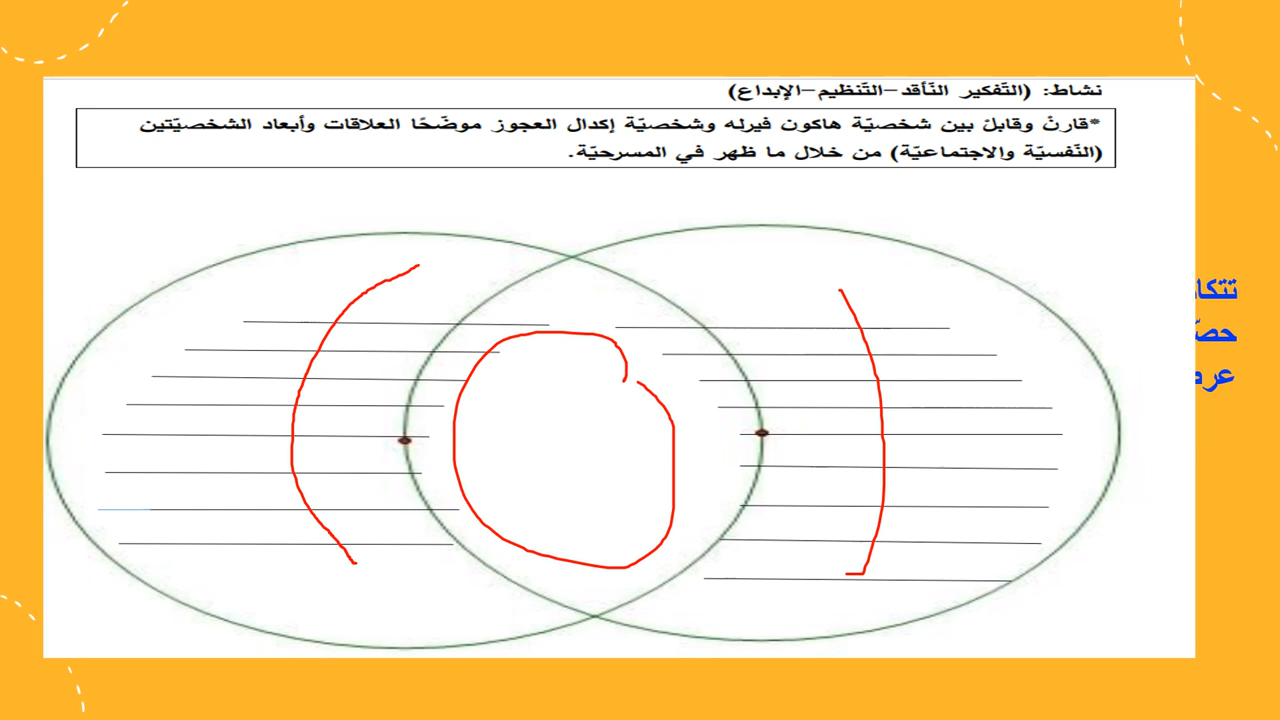 نشاط: (التّفكير النّأقد–التّنظيم–الإبداع)
*قارنْ وقابلْ بين شخصيّة هاكون فيرله وشخصيّة إكدال العجوز موضّحًا العلاقات وأبعاد الشخصيّتين
(النّفسيّة والاجتماعيّة) من خلال ما ظهر في المسرحيّة.